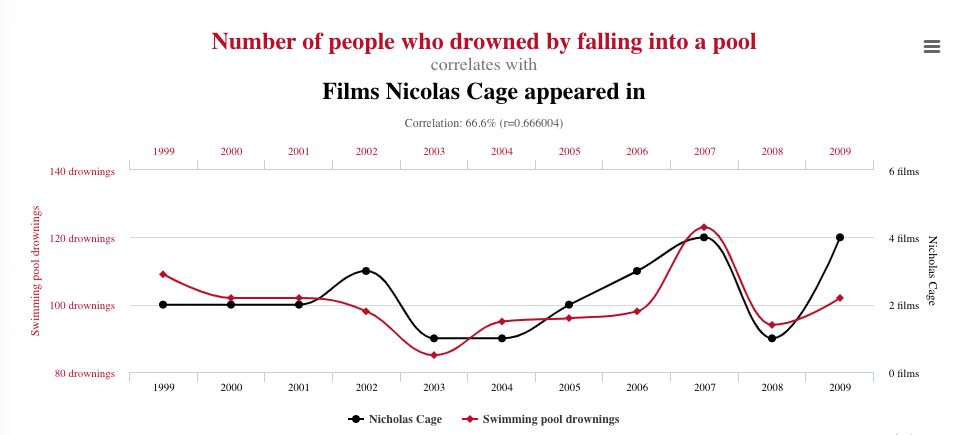 Number of people who drowned by falling into a pool
correlates with
Films Nicolas Cage appeared in
Correlation: 66.6% (r=0.666004)
1999 2000 2001 2002 2003 2004 2005 2006 2007 2008 2009
140 drownings 6 films
120 drownings 4 films
100 drownings 2 films
80 drownings 0 films
Swimming pool drownings
Nicholas Cage
1999 2000 2001 2002 2003 2004 2005 2006 2007 2008 2009
Nicholas Cage Swimming pool drownings